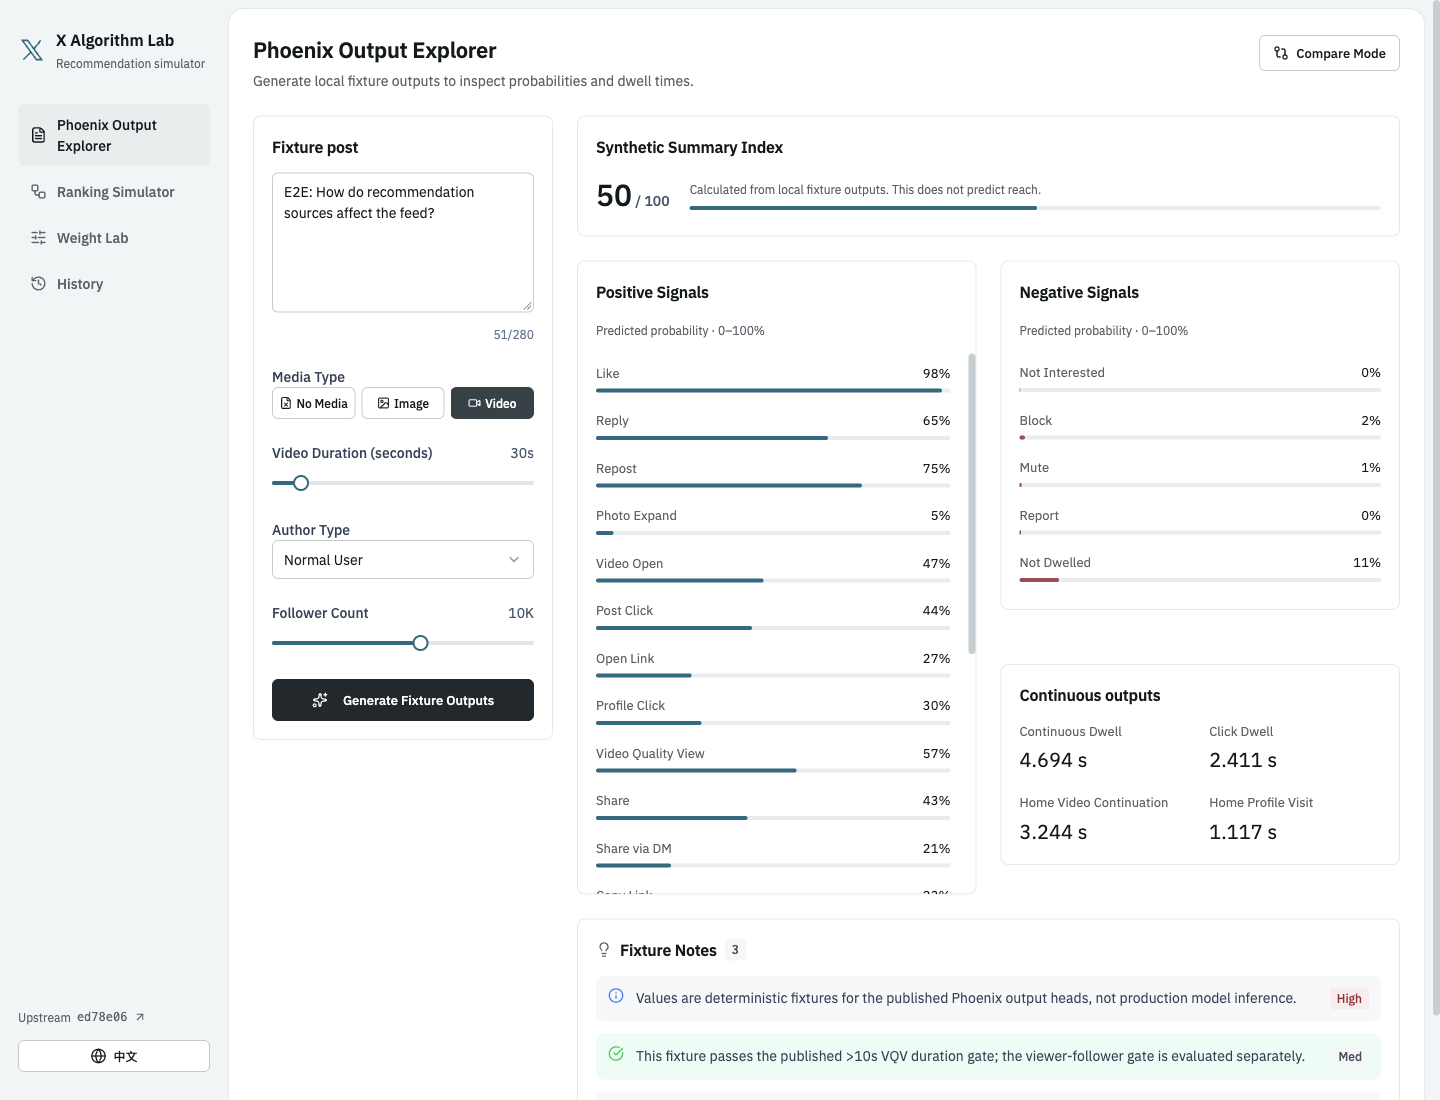 X Algorithm Lab
Recommendation simulator
Phoenix Output
Explorer
Ranking Simulator
Weight Lab
History
Upstream ed78e06
中文
Phoenix Output Explorer
Generate local fixture outputs to inspect probabilities and dwell times.
Compare Mode
Fixture post
E2E: How do recommendation
sources affect the feed?
51/280
Media Type
No Media
Image
Video
Video Duration (seconds)
30s
Author Type
Normal User
Follower Count
10K
Generate Fixture Outputs
Synthetic Summary Index
50 / 100
Calculated from local fixture outputs. This does not predict reach.
Positive Signals
Predicted probability · 0–100%
Like 98%
Reply 65%
Repost 75%
Photo Expand 5%
Video Open 47%
Post Click 44%
Open Link 27%
Profile Click 30%
Video Quality View 57%
Share 43%
Share via DM 21%
Negative Signals
Predicted probability · 0–100%
Not Interested 0%
Block 2%
Mute 1%
Report 0%
Not Dwelled 11%
Continuous outputs
Continuous Dwell
4.694 s
Click Dwell
2.411 s
Home Video Continuation
3.244 s
Home Profile Visit
1.117 s
Fixture Notes 3
Values are deterministic fixtures for the published Phoenix output heads, not production model inference. High
This fixture passes the published >10s VQV duration gate; the viewer-follower gate is evaluated separately. Med